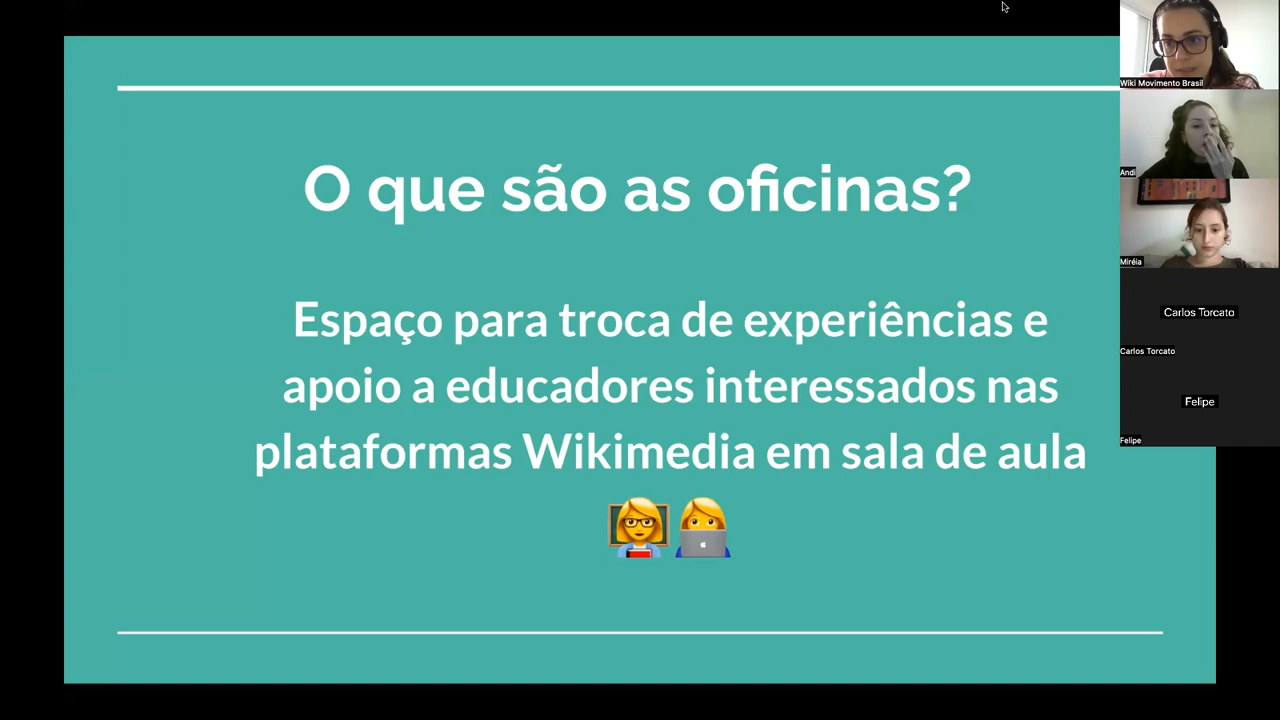 O que são as oficinas?
Espaço para troca de experiências e
apoio a educadores interessados nas
plataformas Wikimedia em sala de aula
Wiki Movimento Brasil
Andi
Miréia
Carlos Torcato
Carlos Torcato
Felipe
Felipe